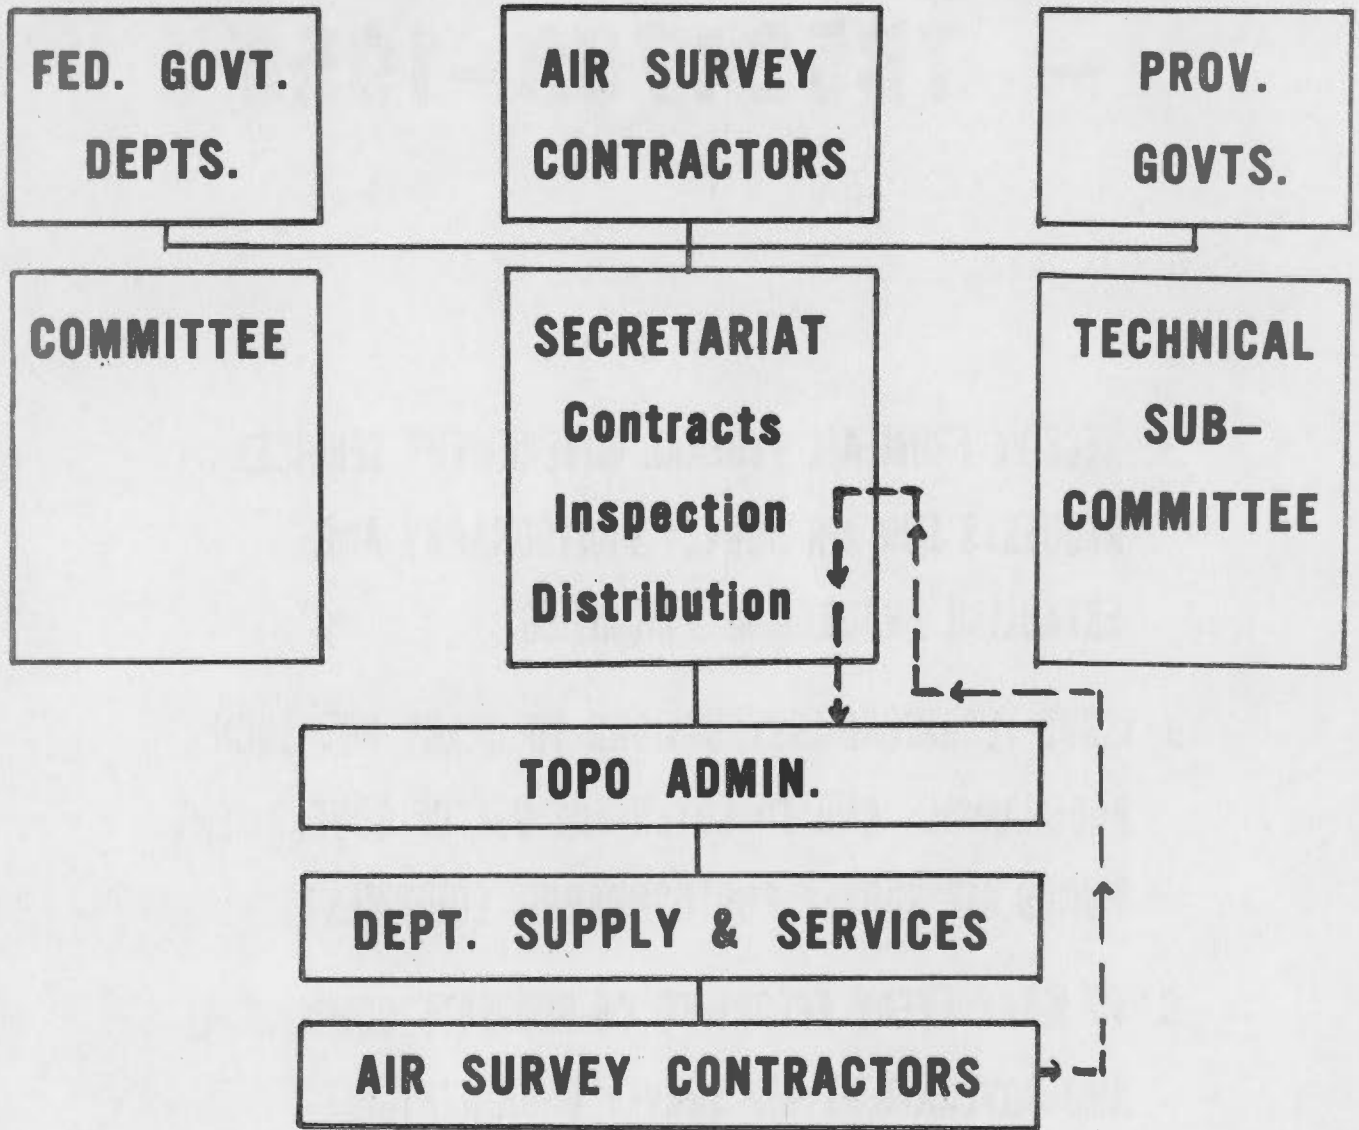 FED. GOVT.
DEPTS.
AIR SURVEY
CONTRACTORS
PROV.
GOVTS.
COMMITTEE
SECRETARIAT
Contracts
Inspection
Distribution
TECHNICAL
SUB-
COMMITTEE
TOPO ADMIN.
DEPT. SUPPLY & SERVICES
AIR SURVEY CONTRACTORS